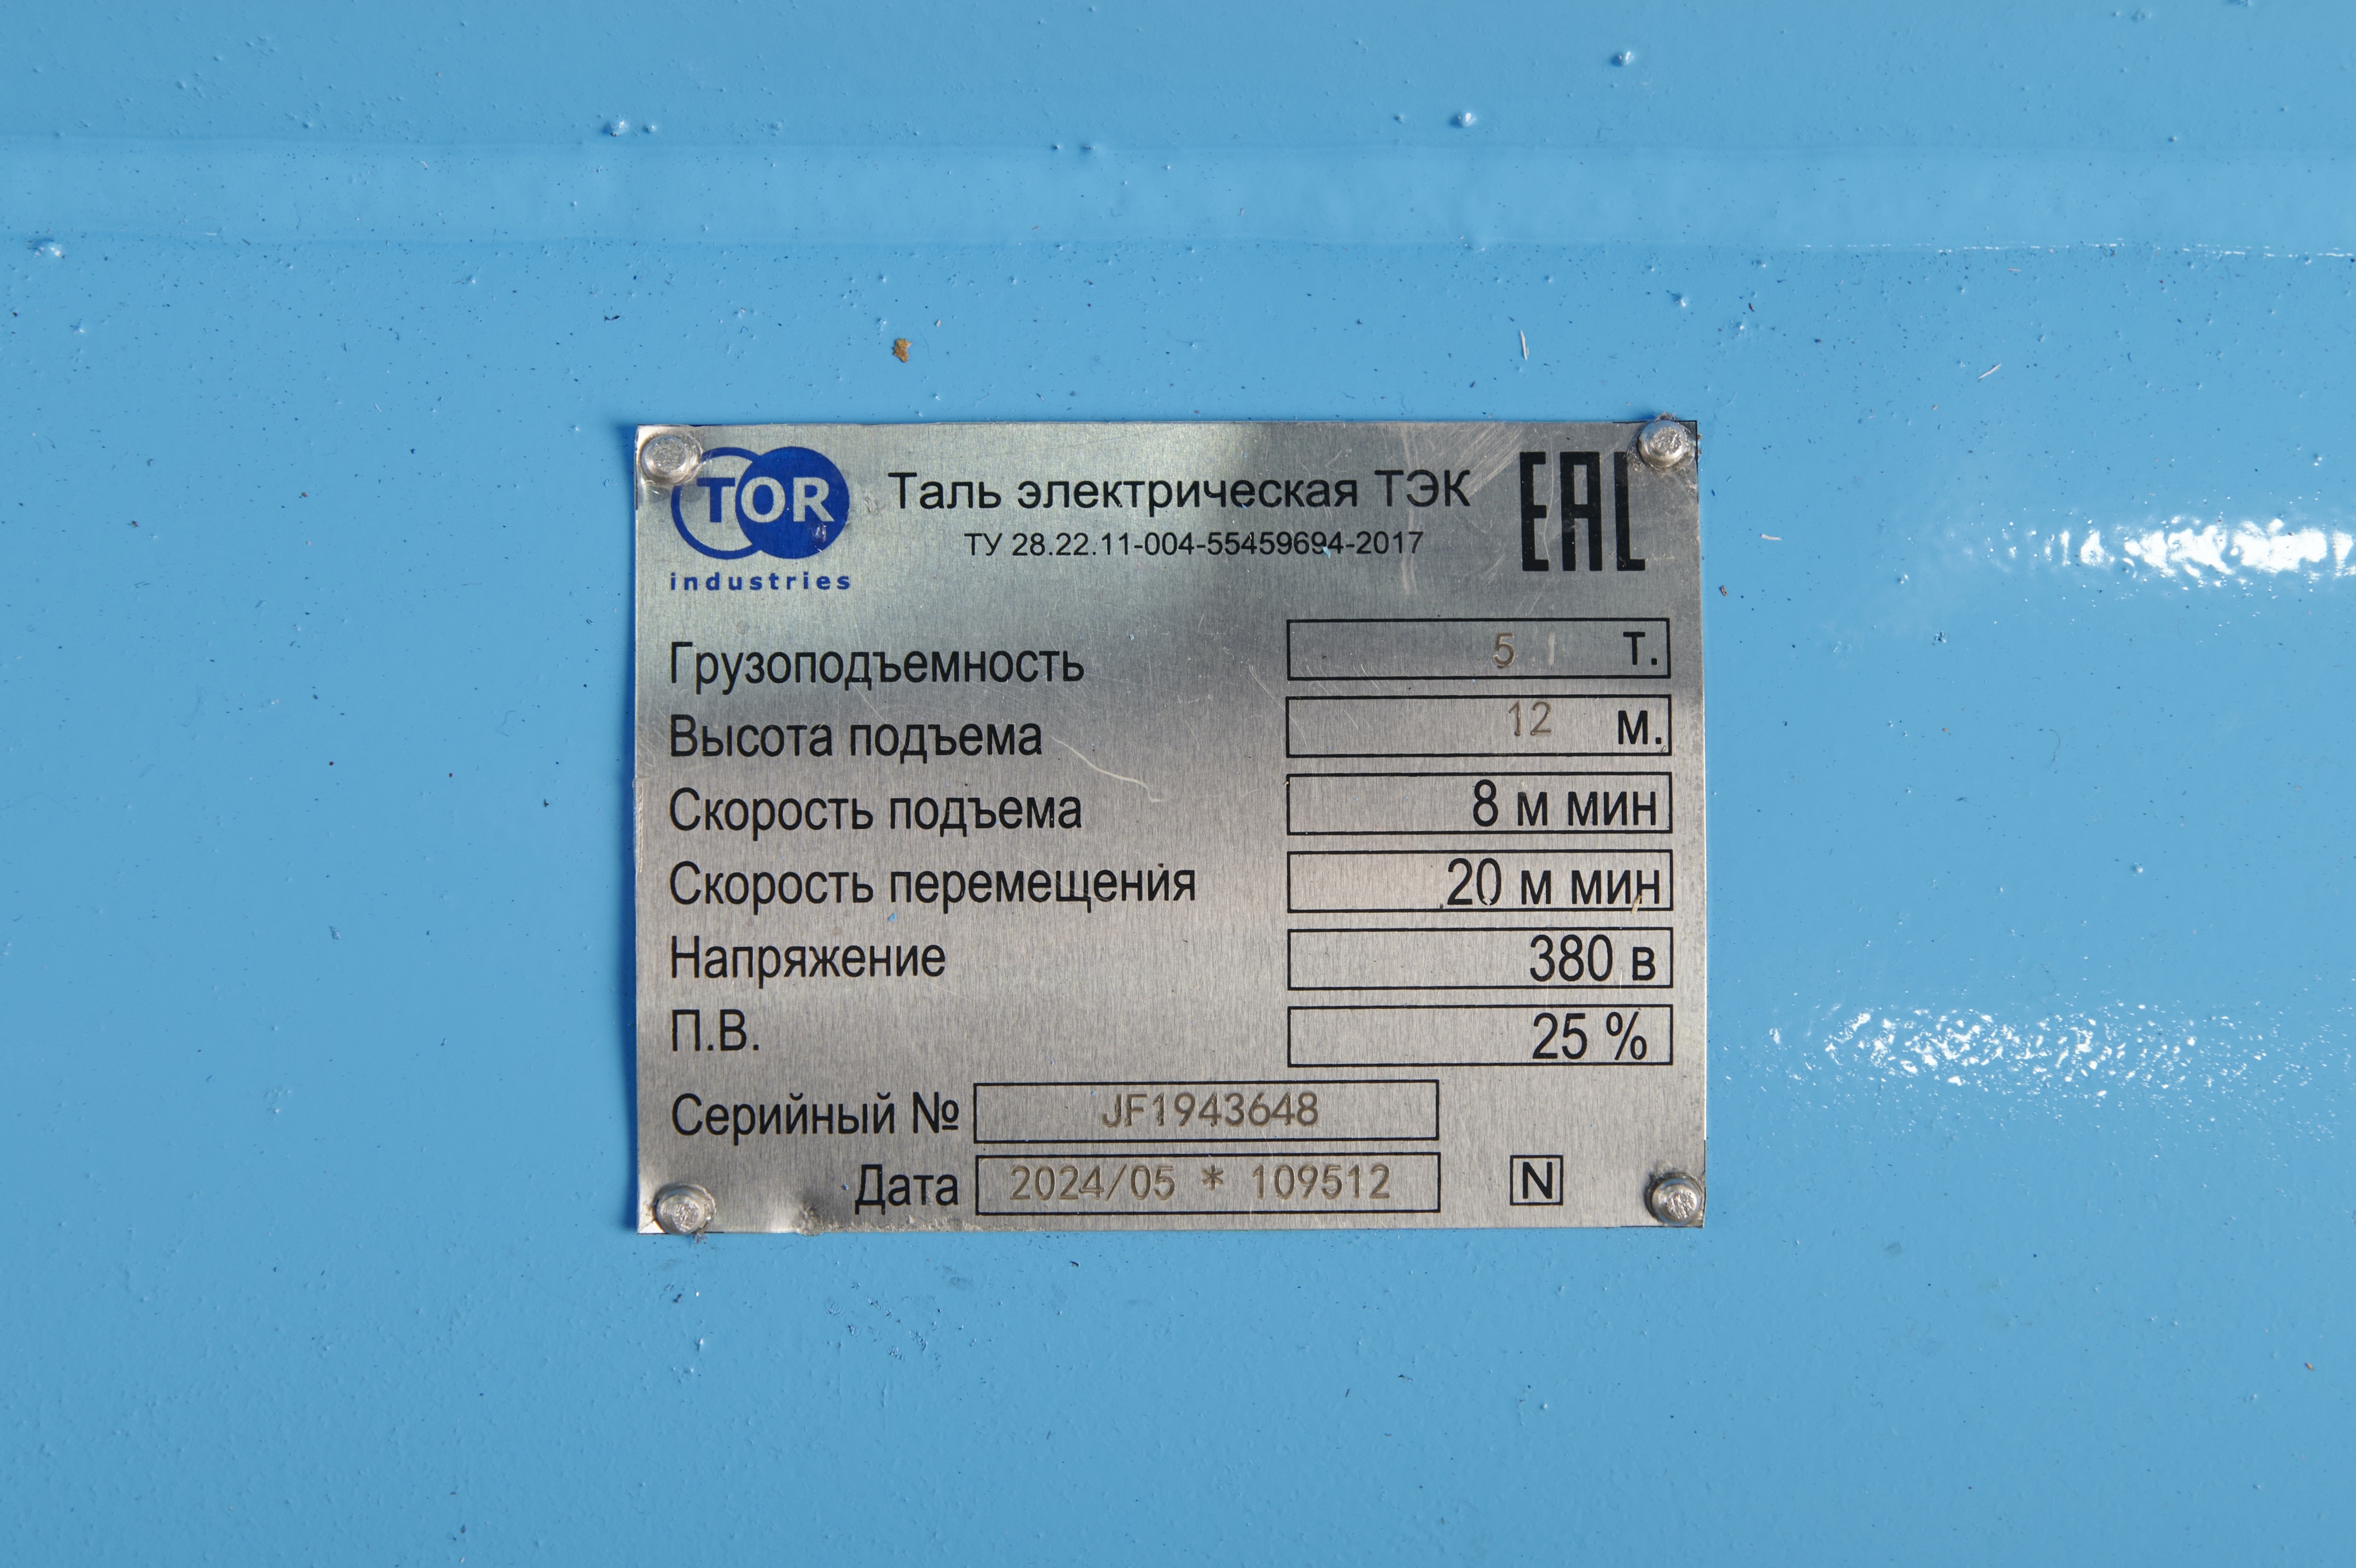 TOR
industries
Таль электрическая ТЭК
ТУ 28.22.11-004-55459694-2017
EAC
Грузоподъемность 5 т.
Высота подъема 12 м.
Скорость подъема 8 м мин
Скорость перемещения 20 м мин
Напряжение 380 в
П.В. 25 %
Серийный № JF1943648
Дата 2024/05 * 109512 N